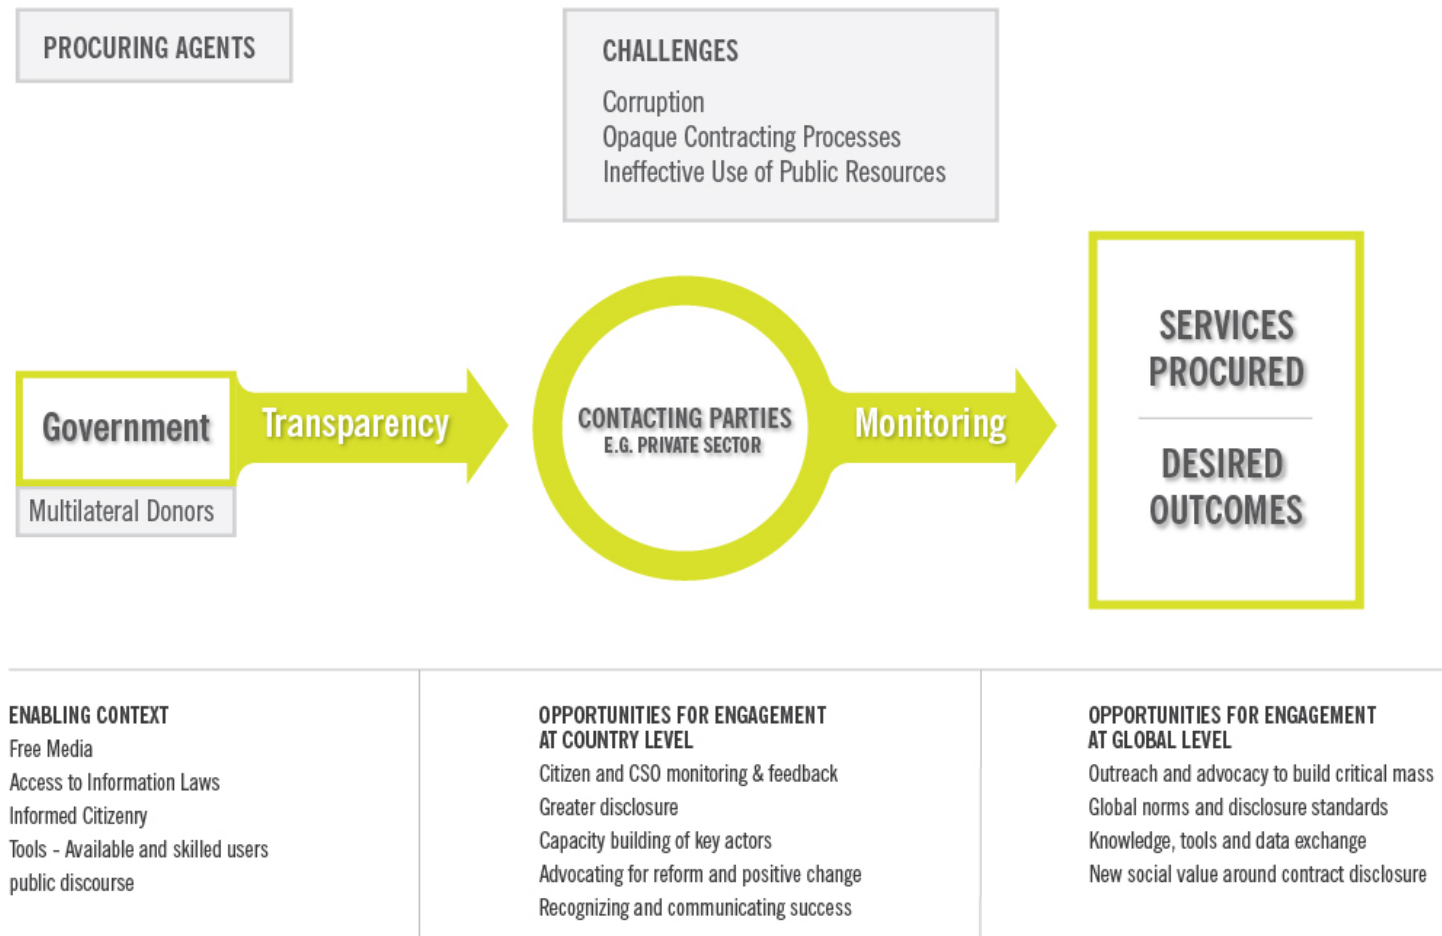 PROCURING AGENTS
CHALLENGES
Corruption
Opaque Contracting Processes
Ineffective Use of Public Resources
Government
Multilateral Donors
Transparency
CONTACTING PARTIES
E.G. PRIVATE SECTOR
Monitoring
SERVICES
PROCURED
DESIRED
OUTCOMES
ENABLING CONTEXT
Free Media
Access to Information Laws
Informed Citizenry
Tools - Available and skilled users
public discourse
OPPORTUNITIES FOR ENGAGEMENT
AT COUNTRY LEVEL
Citizen and CSO monitoring & feedback
Greater disclosure
Capacity building of key actors
Advocating for reform and positive change
Recognizing and communicating success
OPPORTUNITIES FOR ENGAGEMENT
AT GLOBAL LEVEL
Outreach and advocacy to build critical mass
Global norms and disclosure standards
Knowledge, tools and data exchange
New social value around contract disclosure